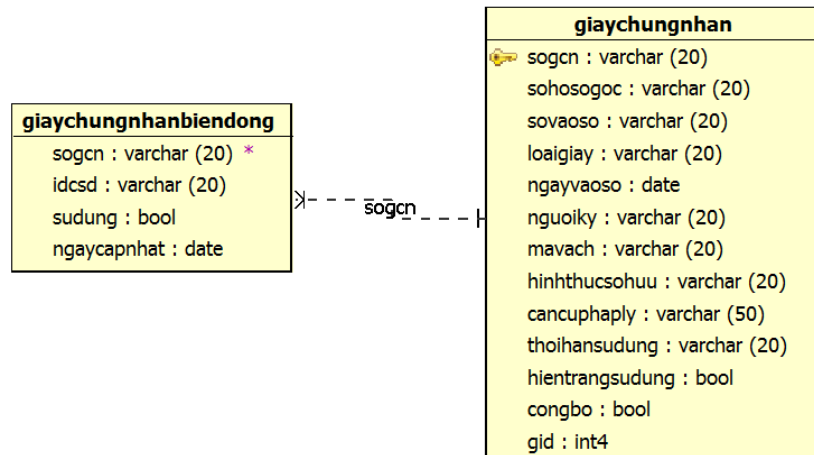 giaychungnhanbiendong
sogcn : varchar (20) *
idcsd : varchar (20)
sudung : bool
ngaycapnhat : date
sogcn
giaychungnhan
sogcn : varchar (20)
sohosogoc : varchar (20)
sovaoso : varchar (20)
loaigiay : varchar (20)
ngayvaoso : date
nguoiky : varchar (20)
mavach : varchar (20)
hinhthucsohuu : varchar (20)
cancuphaply : varchar (50)
thoihansudung : varchar (20)
hientrangsudung : bool
congbo : bool
gid : int4